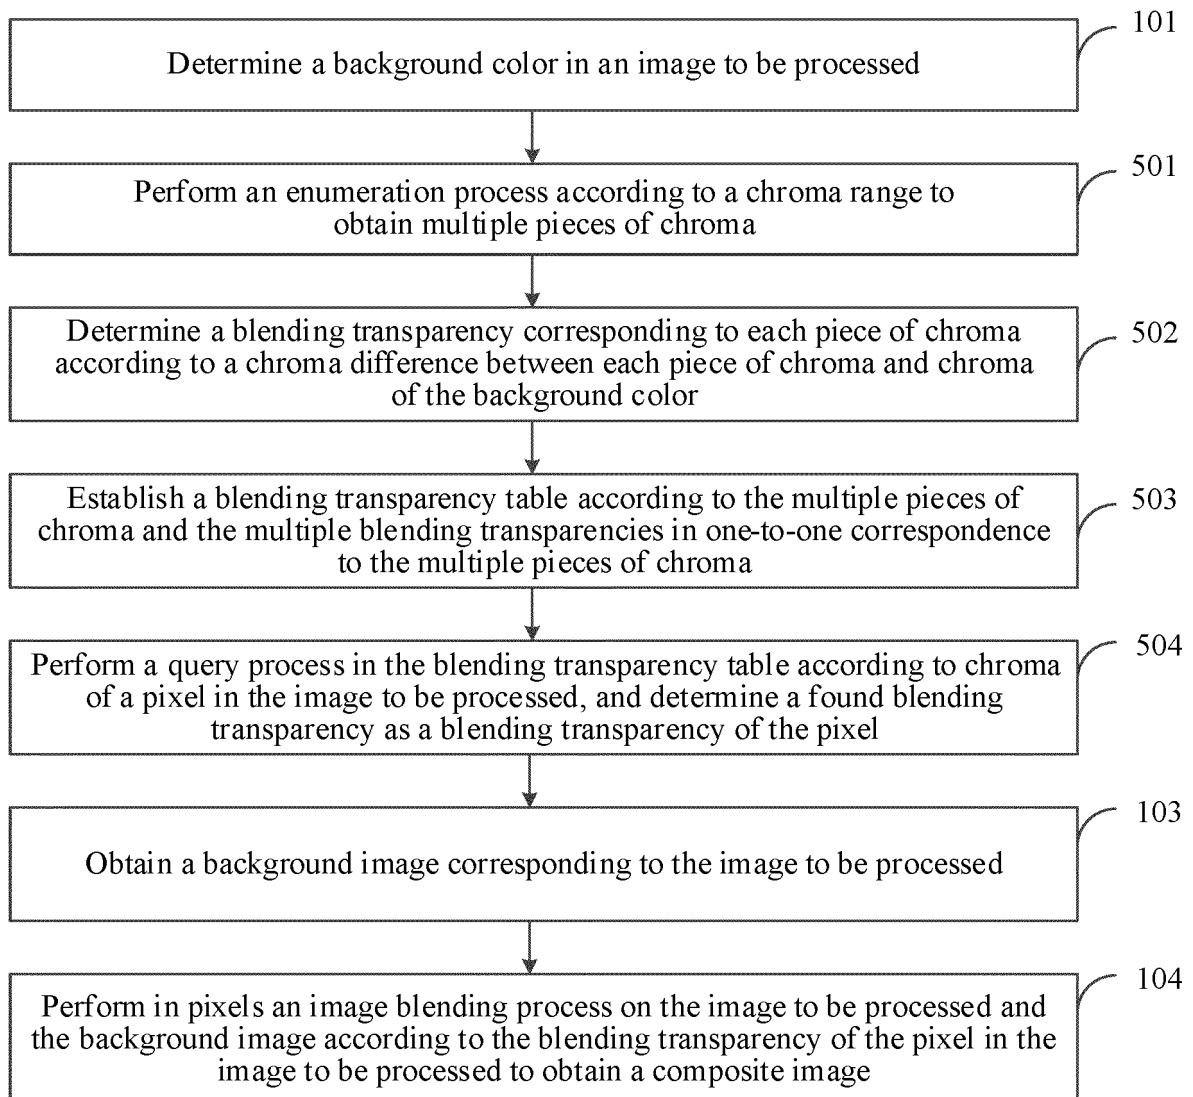 101
Determine a background color in an image to be processed
501
Perform an enumeration process according to a chroma range to
obtain multiple pieces of chroma
502
Determine a blending transparency corresponding to each piece of chroma
according to a chroma difference between each piece of chroma and chroma
of the background color
503
Establish a blending transparency table according to the multiple pieces of
chroma and the multiple blending transparencies in one-to-one correspondence
to the multiple pieces of chroma
504
Perform a query process in the blending transparency table according to chroma
of a pixel in the image to be processed, and determine a found blending
transparency as a blending transparency of the pixel
103
Obtain a background image corresponding to the image to be processed
104
Perform in pixels an image blending process on the image to be processed and
the background image according to the blending transparency of the pixel in the
image to be processed to obtain a composite image